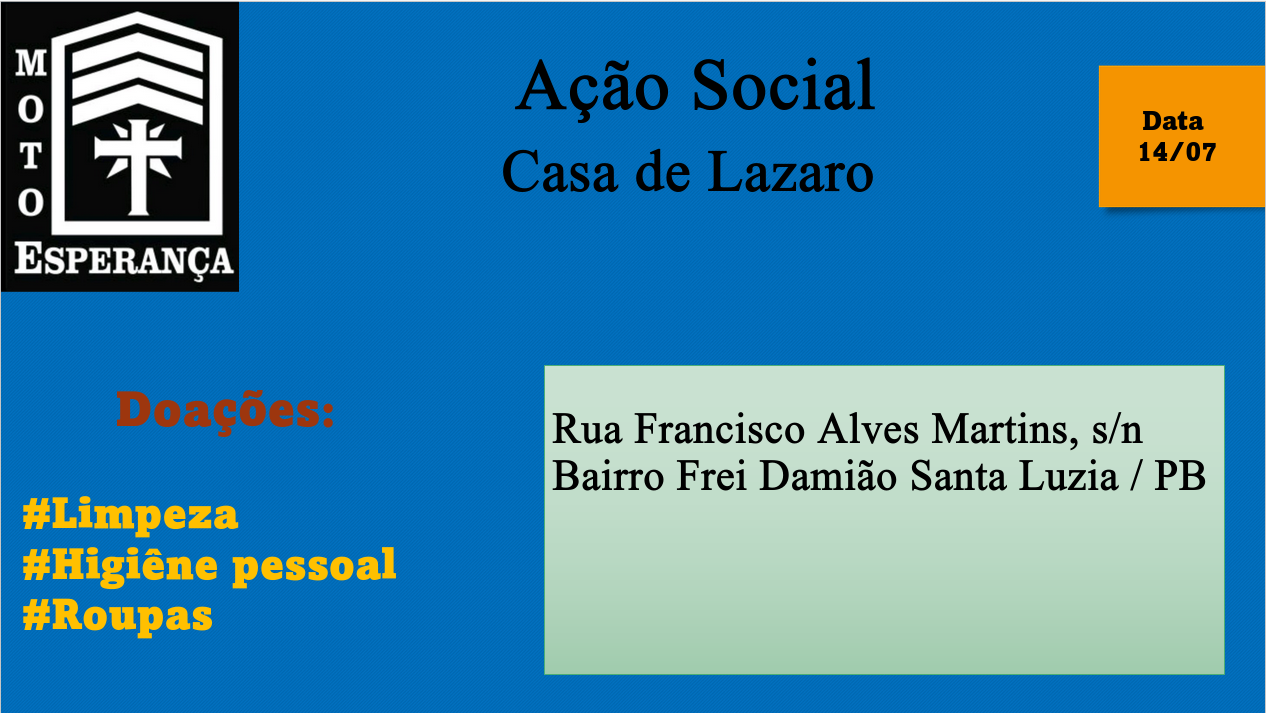 MOTO
ESPERANÇA
Ação Social
Casa de Lazaro
Data
14/07
Doações:
#Limpeza
#Higiêne pessoal
#Roupas
Rua Francisco Alves Martins, s/n
Bairro Frei Damião Santa Luzia / PB